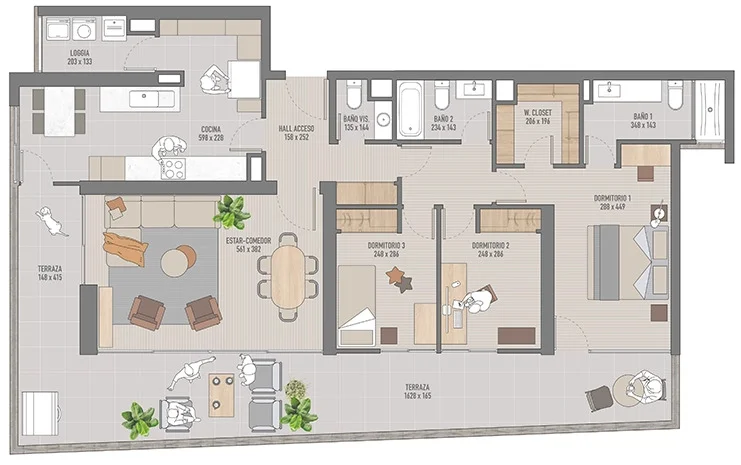 LOGGIA
203 x 133
COCINA
598 x 220
HALL ACCESO
158 x 252
BAÑO VIS.
135 x 144
BAÑO 2
234 x 143
W. CLOSET
206 x 196
BAÑO 1
348 x 143
DORMITORIO 1
288 x 449
ESTAR-COMEDOR
561 x 382
DORMITORIO 3
248 x 286
DORMITORIO 2
248 x 286
TERRAZA
148 x 415
TERRAZA
1628 x 165